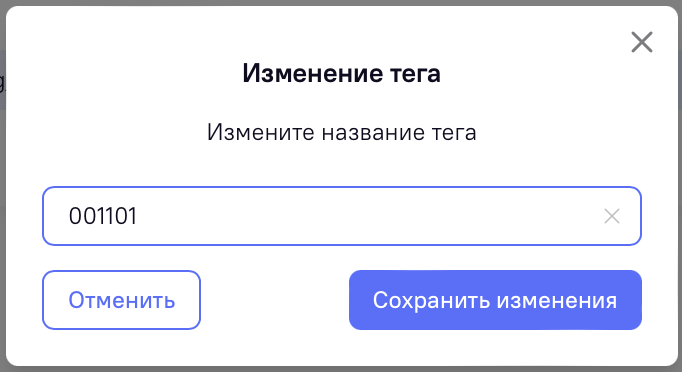 Изменение тега
Измените название тега
001101
Отменить
Сохранить изменения